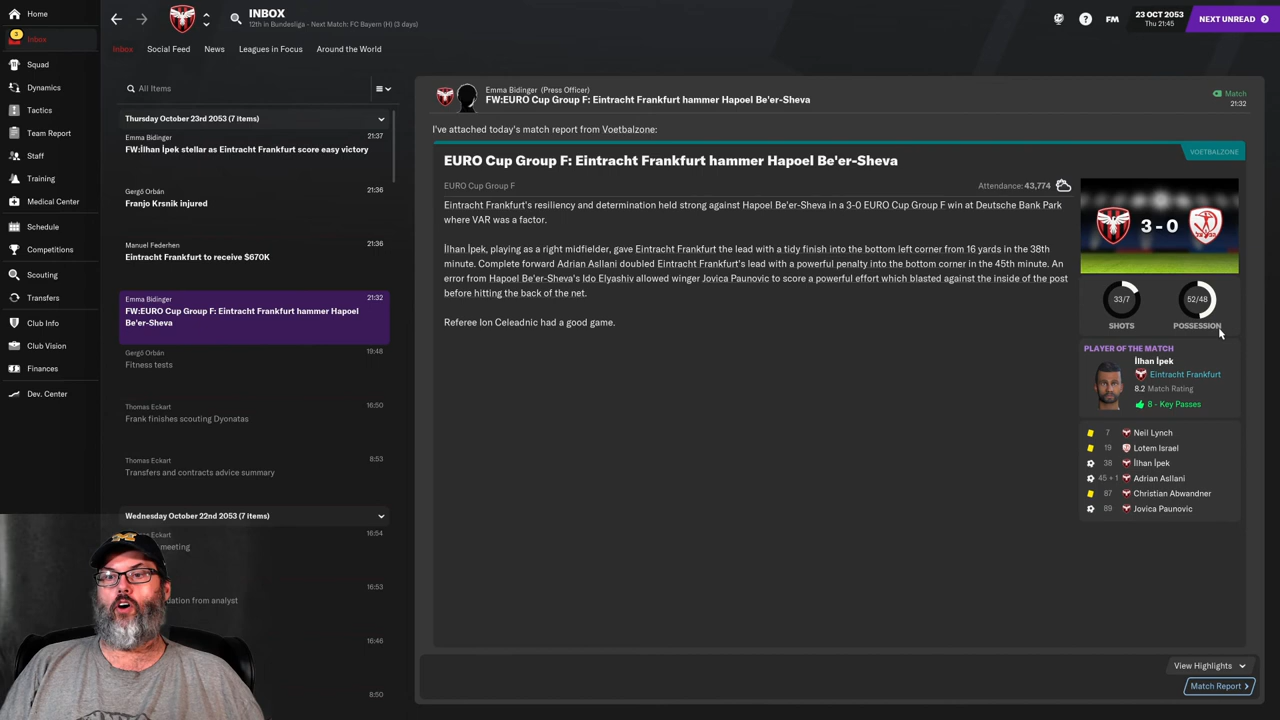 Home
3
Inbox
Squad
Dynamics
Tactics
Team Report
Staff
Training
Medical Center
Schedule
Competitions
Scouting
Transfers
Club Info
Club Vision
Finances
Dev. Center
INBOX
12th in Bundesliga - Next Match: FC Bayern (H) (3 days)
FM
23 OCT 2053
Thu 21:45
NEXT UNREAD
Inbox
Social Feed
News
Leagues in Focus
Around the World
All Items
Thursday October 23rd 2053 (7 items)
Emma Bidinger 21:37
FW:İlhan İpek stellar as Eintracht Frankfurt score easy victory
Gergő Orbán 21:36
Franjo Krsnik injured
Manuel Federhen 21:36
Eintracht Frankfurt to receive $670K
Emma Bidinger 21:32
FW:EURO Cup Group F: Eintracht Frankfurt hammer Hapoel
Be'er-Sheva
Gergő Orbán 19:48
Fitness tests
Thomas Eckart 16:50
Frank finishes scouting Dyonatas
Thomas Eckart 8:53
Transfers and contracts advice summary
Wednesday October 22nd 2053 (7 items)
Eckart 16:54
meeting
16:53
dation from analyst
16:46
8:50
Emma Bidinger (Press Officer)
FW:EURO Cup Group F: Eintracht Frankfurt hammer Hapoel Be'er-Sheva
Match
21:32
I've attached today's match report from Voetbalzone:
VOETBALZONE
EURO Cup Group F: Eintracht Frankfurt hammer Hapoel Be'er-Sheva
EURO Cup Group F
Attendance: 43,774
Eintracht Frankfurt's resiliency and determination held strong against Hapoel Be'er-Sheva in a 3-0 EURO Cup Group F win at Deutsche Bank Park
where VAR was a factor.
İlhan İpek, playing as a right midfielder, gave Eintracht Frankfurt the lead with a tidy finish into the bottom left corner from 16 yards in the 38th
minute. Complete forward Adrian Asllani doubled Eintracht Frankfurt's lead with a powerful penalty into the bottom corner in the 45th minute. An
error from Hapoel Be'er-Sheva's Ido Elyashiv allowed winger Jovica Paunovic to score a powerful effort which blasted against the inside of the post
before hitting the back of the net.
Referee Ion Celeadnic had a good game.
3 - 0
33/7
52/48
SHOTS
POSSESSION
PLAYER OF THE MATCH
İlhan İpek
Eintracht Frankfurt
8.2 Match Rating
8 - Key Passes
7 Neil Lynch
19 Lotem Israel
38 İlhan İpek
45 + 1 Adrian Asllani
87 Christian Abwandner
89 Jovica Paunovic
View Highlights
Match Report